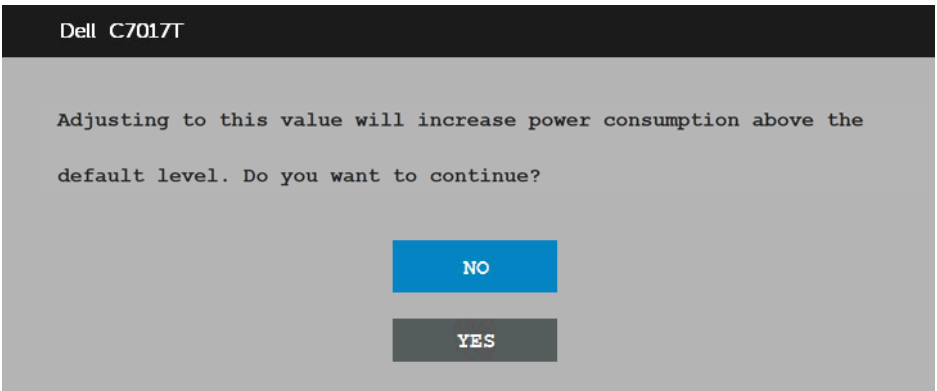 Dell C7017T
Adjusting to this value will increase power consumption above the
default level. Do you want to continue?
NO
YES